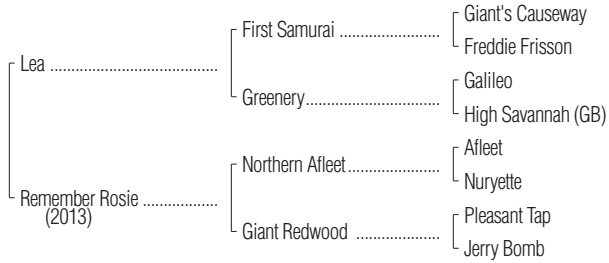 Giant's Causeway
First Samurai ....................
Freddie Frisson
Lea ..................................
Galileo
Greenery...........................
High Savannah (GB)
Afleet
Northern Afleet..................
Nuryette
Remember Rosie ...............
(2013)
Pleasant Tap
Giant Redwood .................
Jerry Bomb